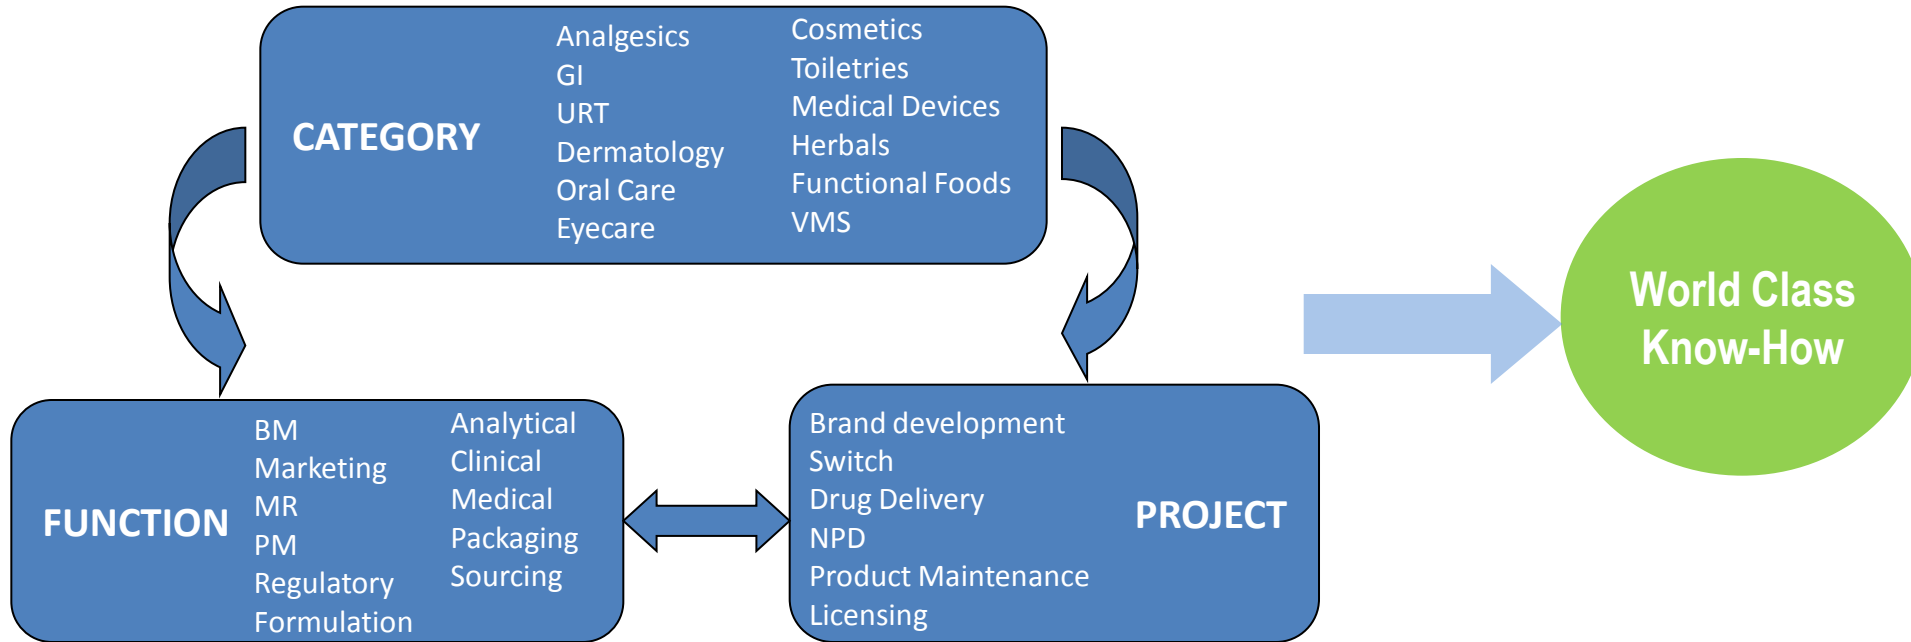 CATEGORY
Analgesics
GI
URT
Dermatology
Oral Care
Eyecare
Cosmetics
Toiletries
Medical Devices
Herbals
Functional Foods
VMS
World Class
Know-How
FUNCTION
BM
Marketing
MR
PM
Regulatory
Formulation
Analytical
Clinical
Medical
Packaging
Sourcing
Brand development
Switch
Drug Delivery
NPD
Product Maintenance
Licensing
PROJECT